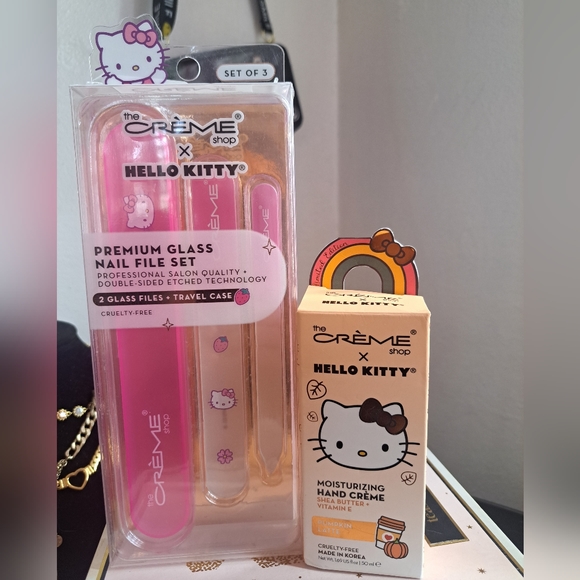 SET OF 3
the
CRÈME®
shop
X
HELLO KITTY®
PREMIUM GLASS
NAIL FILE SET
PROFESSIONAL SALON QUALITY +
DOUBLE-SIDED ETCHED TECHNOLOGY
2 GLASS FILES + TRAVEL CASE
CRUELTY-FREE
the CRÈME shop
CRÈME
the
CRÈME®
shop
X
HELLO KITTY®
MOISTURIZING
HAND CRÈME
SHEA BUTTER +
VITAMIN E
CRUELTY-FREE
MADE IN KOREA